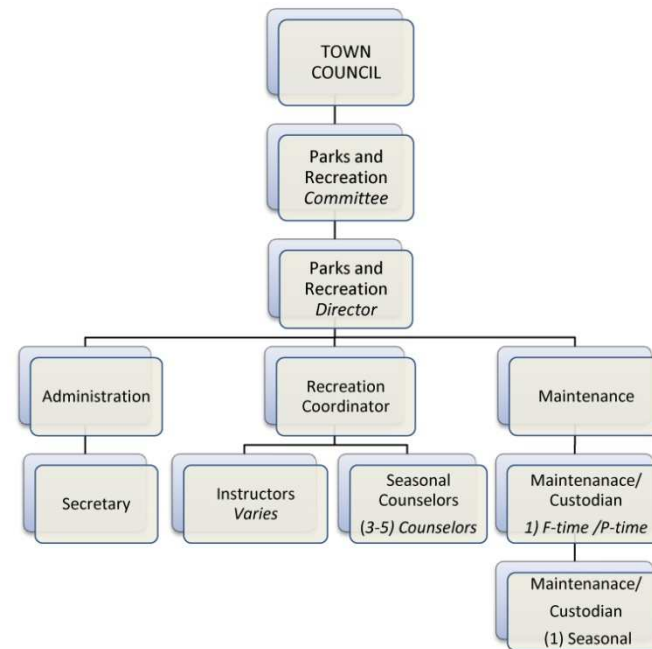 TOWN
COUNCIL
Parks and
Recreation
Committee
Parks and
Recreation
Director
Administration
Recreation
Coordinator
Maintenance
Secretary
Instructors
Varies
Seasonal
Counselors
(3-5) Counselors
Maintenanace/
Custodian
1) F-time /P-time
Maintenanace/
Custodian
(1) Seasonal